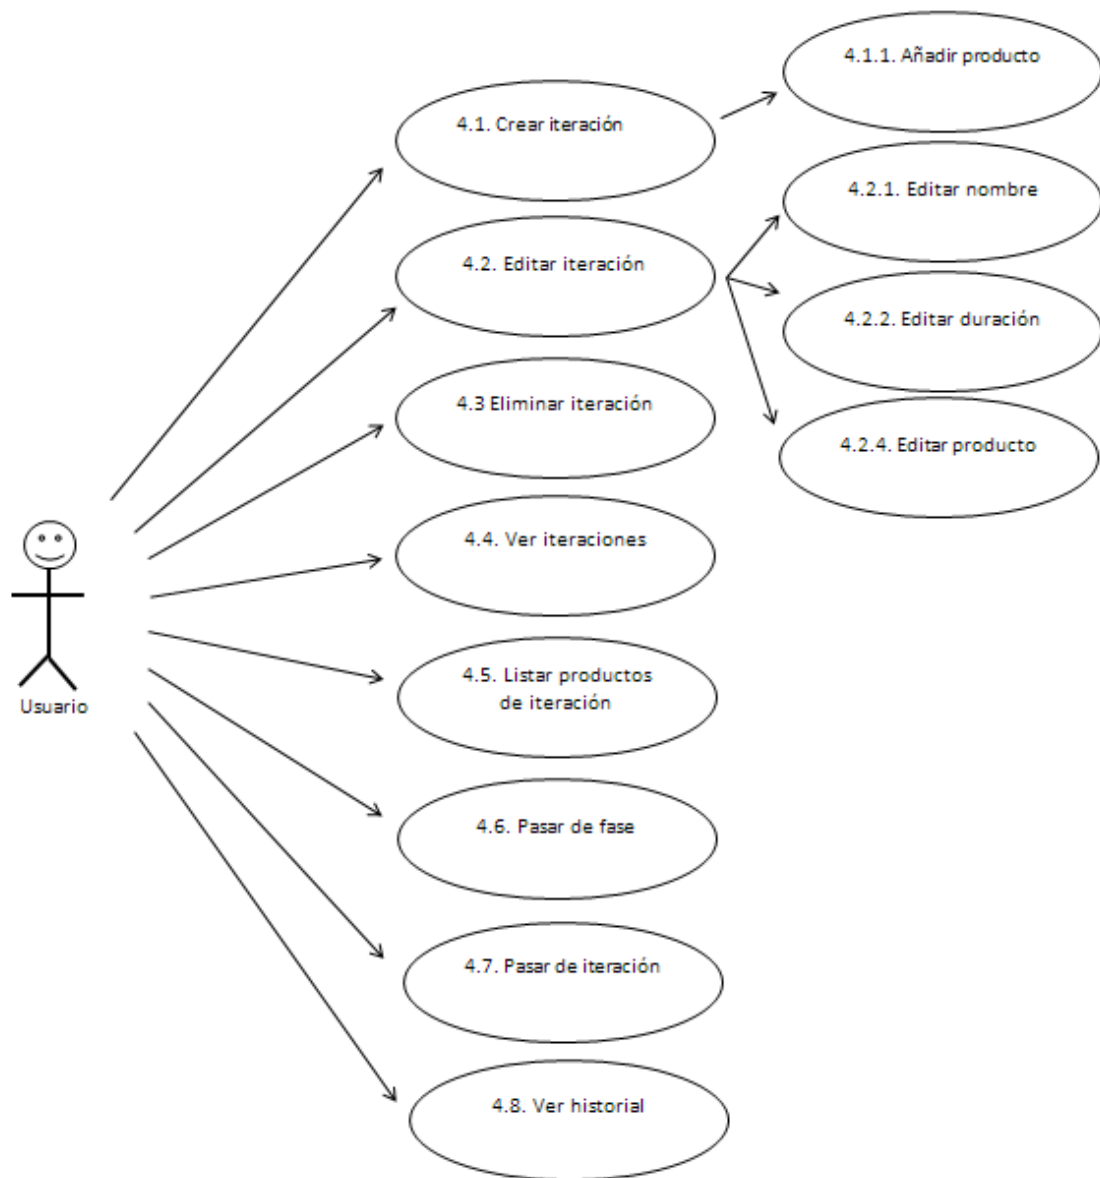 4.1.1. Añadir producto
4.1. Crear iteración
4.2.1. Editar nombre
4.2. Editar iteración
4.2.2. Editar duración
4.3 Eliminar iteración
4.2.4. Editar producto
4.4. Ver iteraciones
4.5. Listar productos
de iteración
Usuario
4.6. Pasar de fase
4.7. Pasar de iteración
4.8. Ver historial